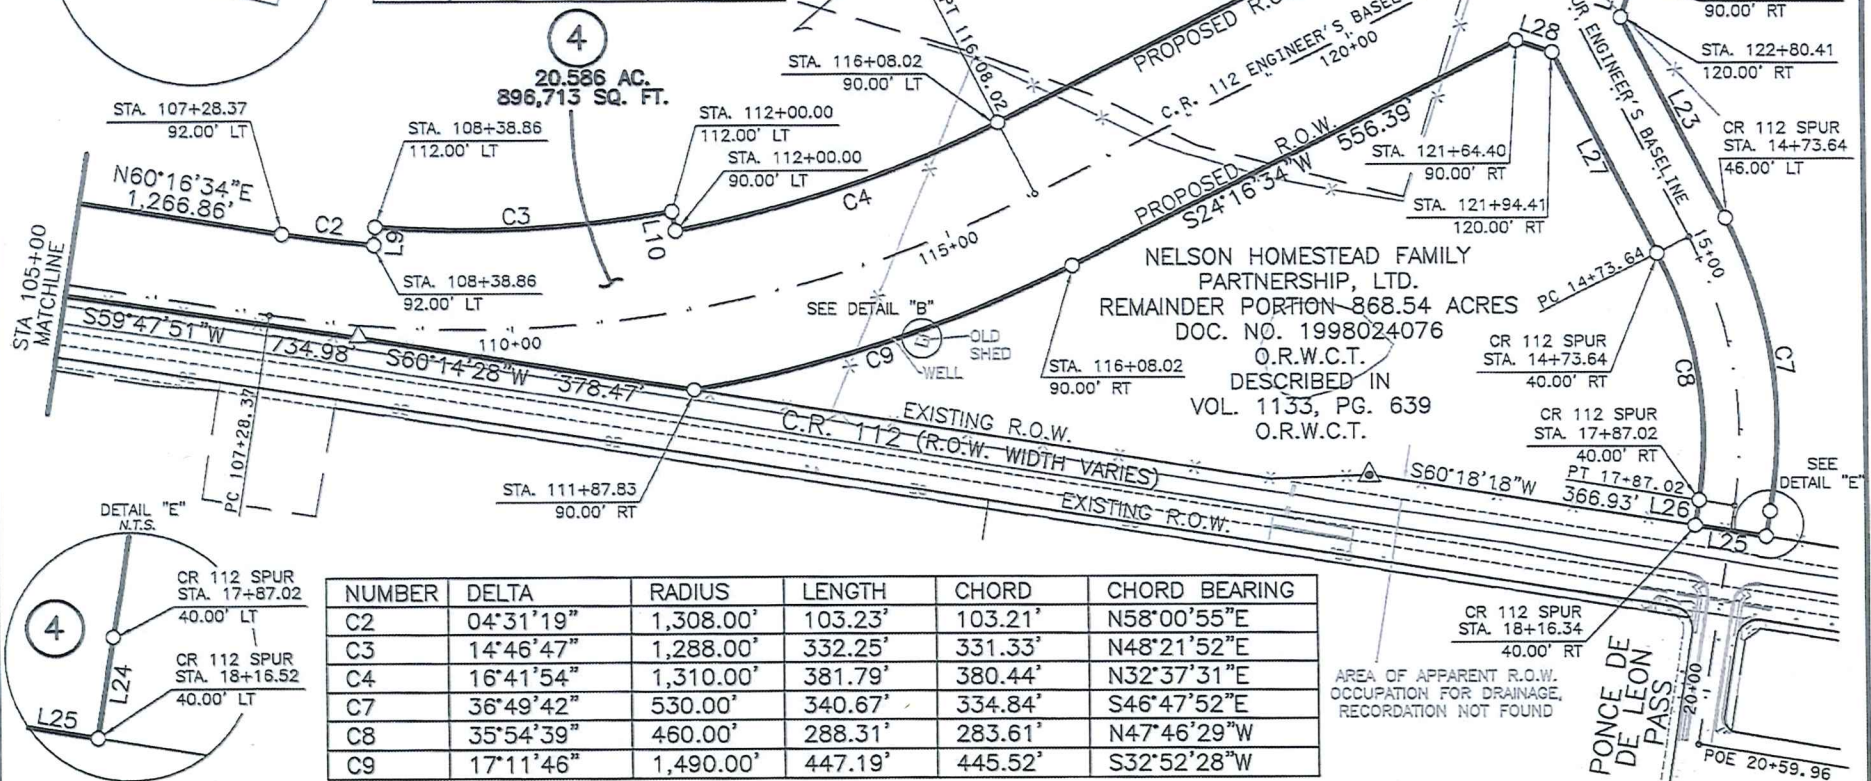 4
20.586 AC.
896,713 SQ. FT.
STA. 107+28.37
92.00' LT
STA. 108+38.86
112.00' LT
STA. 112+00.00
112.00' LT
STA. 112+00.00
90.00' LT
STA. 116+08.02
90.00' LT
PT 116+08.02
PROPOSED R.O.
C.R. 112 ENGINEER'S BASEL
120+00
L28
ENGINEER'S BASELINE
90.00' RT
STA. 122+80.41
120.00' RT
L23
CR 112 SPUR
STA. 14+73.64
46.00' LT
N60°16'34"E
1,266.86'
C2
L9
C3
L10
C4
115+00
PROPOSED R.O.W.
S24°16'34"W 556.39'
STA. 121+64.40
90.00' RT
L27
STA. 121+94.41
120.00' RT
15+00
STA 105+00
MATCHLINE
STA. 108+38.86
92.00' LT
SEE DETAIL "B"
OLD
SHED
WELL
C9
NELSON HOMESTEAD FAMILY
PARTNERSHIP, LTD.
REMAINDER PORTION 868.54 ACRES
DOC. NO. 1998024076
O.R.W.C.T.
DESCRIBED IN
VOL. 1133, PG. 639
O.R.W.C.T.
PC 14+73.64
CR 112 SPUR
STA. 14+73.64
40.00' RT
C8
C7
S59°47'51"W
734.98'
S60°14'28"W 378.47'
110+00
STA. 116+08.02
90.00' RT
PC 107+28.37
EXISTING R.O.W.
C.R. 112 (R.O.W. WIDTH VARIES)
EXISTING R.O.W.
STA. 111+87.83
90.00' RT
CR 112 SPUR
STA. 17+87.02
40.00' RT
PT 17+87.02
S60°18'18"W
366.93'
L26
L25
SEE
DETAIL "E"
DETAIL "E"
N.T.S.
4
CR 112 SPUR
STA. 17+87.02
40.00' LT
CR 112 SPUR
STA. 18+16.52
40.00' LT
L24
L25
NUMBER DELTA RADIUS LENGTH CHORD CHORD BEARING
C2 04°31'19" 1,308.00' 103.23' 103.21' N58°00'55"E
C3 14°46'47" 1,288.00' 332.25' 331.33' N48°21'52"E
C4 16°41'54" 1,310.00' 381.79' 380.44' N32°37'31"E
C7 36°49'42" 530.00' 340.67' 334.84' S46°47'52"E
C8 35°54'39" 460.00' 288.31' 283.61' N47°46'29"W
C9 17°11'46" 1,490.00' 447.19' 445.52' S32°52'28"W
CR 112 SPUR
STA. 18+16.34
40.00' RT
AREA OF APPARENT R.O.W.
OCCUPATION FOR DRAINAGE,
RECORDATION NOT FOUND
PONCE DE
DE LEON
PASS
20+00
POE 20+59.96